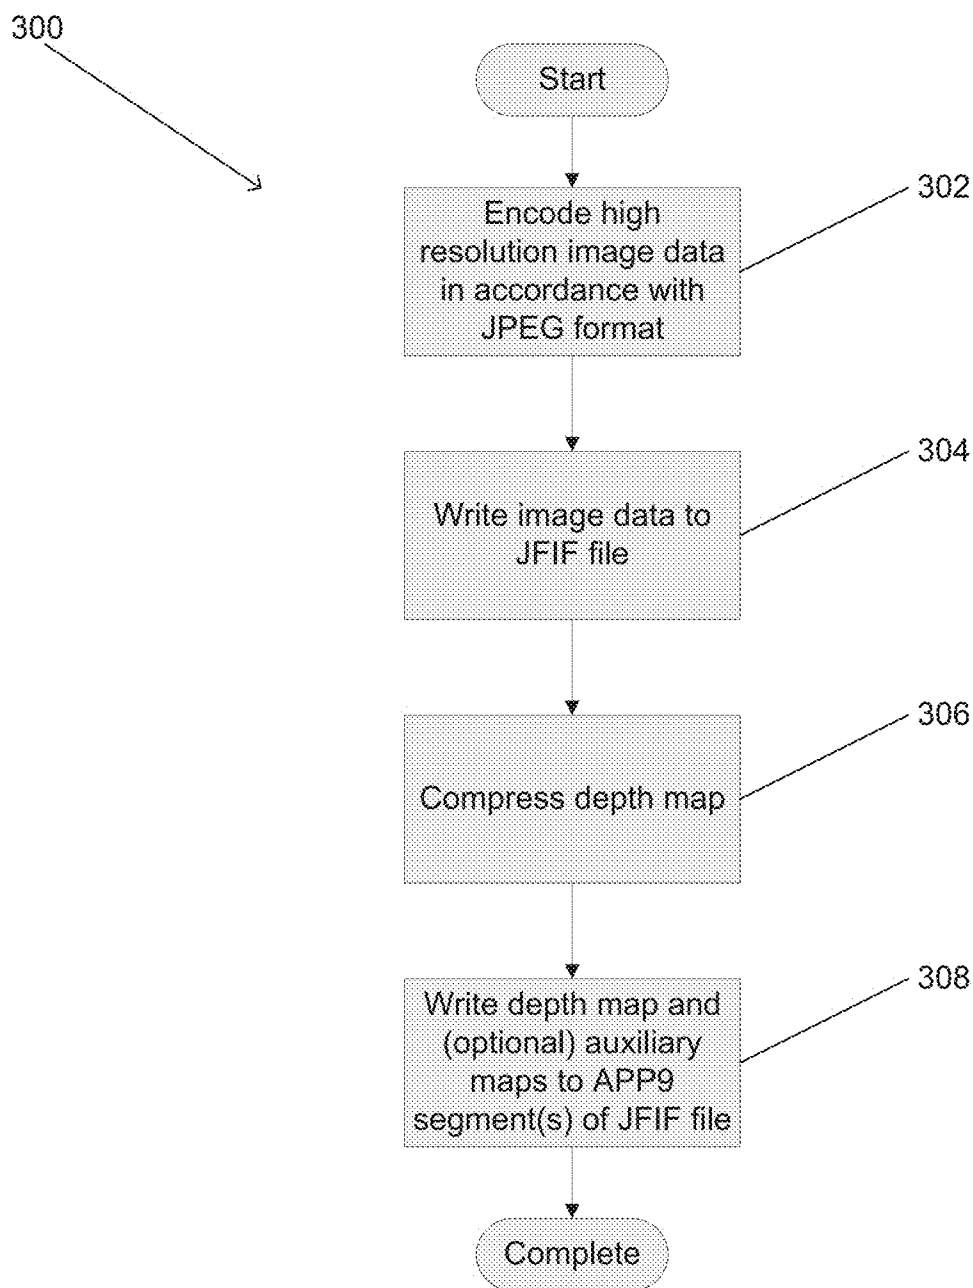 300
Start
302
Encode high
resolution image data
in accordance with
JPEG format
304
Write image data to
JFIF file
306
Compress depth map
308
Write depth map and
(optional) auxiliary
maps to APP9
segment(s) of JFIF file
Complete